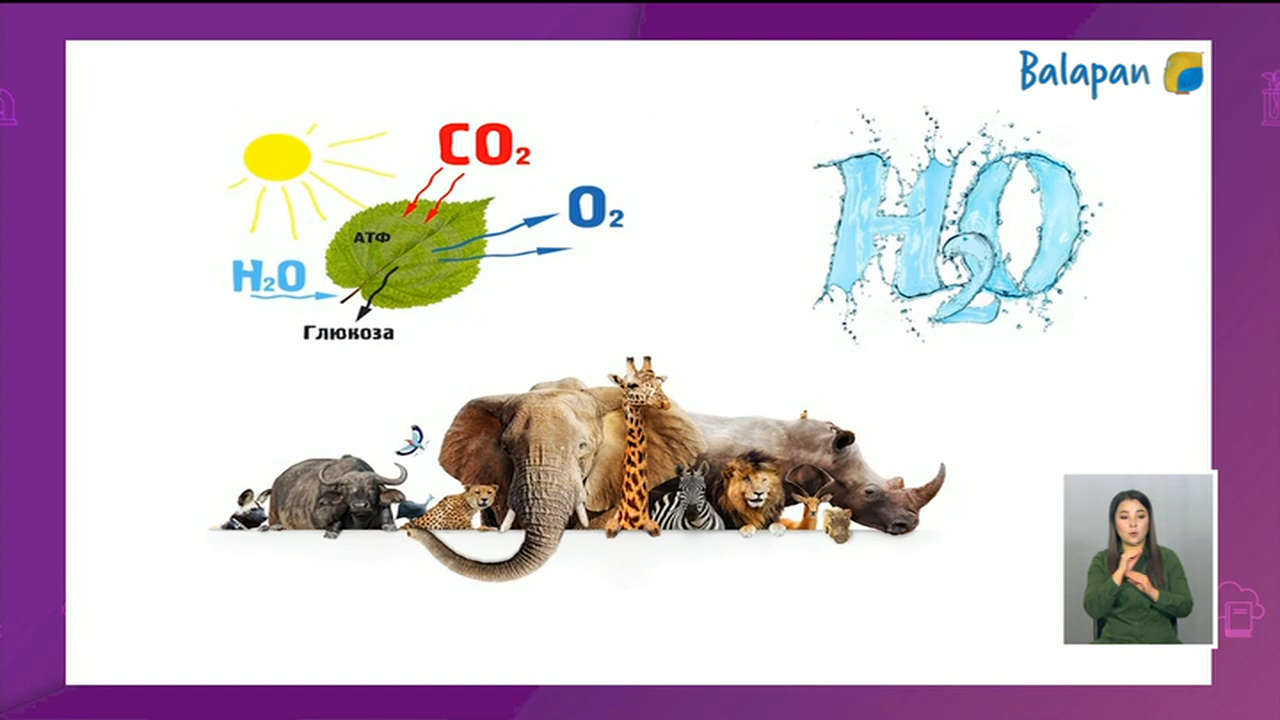 Balapan
CO₂
O₂
АТФ
H₂O
Глюкоза
H₂O